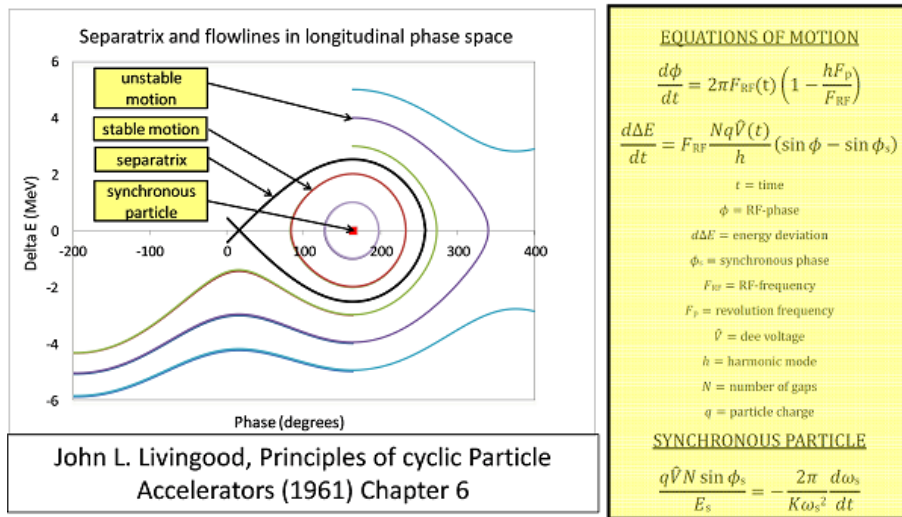 Separatrix and flowlines in longitudinal phase space
6
4
2
0
-2
-4
-6
Delta E (MeV)
-200
-100
0
100
200
300
400
Phase (degrees)
unstable
motion
stable motion
separatrix
synchronous
particle
John L. Livingood, Principles of cyclic Particle
Accelerators (1961) Chapter 6
EQUATIONS OF MOTION
dϕ/dt = 2πF_RF(t) (1 − hF_p/F_RF)
dΔE/dt = F_RF Nq𝑉̂(t)/h (sin ϕ − sin ϕ_s)
t = time
ϕ = RF-phase
dΔE = energy deviation
ϕ_s = synchronous phase
F_RF = RF-frequency
F_p = revolution frequency
𝑉̂ = dee voltage
h = harmonic mode
N = number of gaps
q = particle charge
SYNCHRONOUS PARTICLE
q𝑉̂N sin ϕ_s/E_s = − 2π/(Kω_s²) dω_s/dt